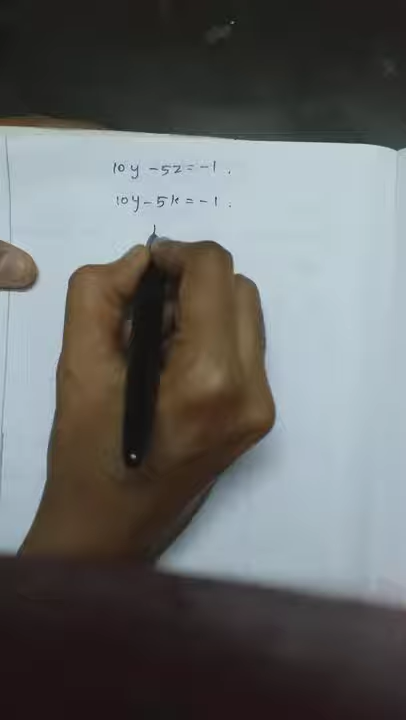 10y - 5z = -1.
10y - 5k = -1.